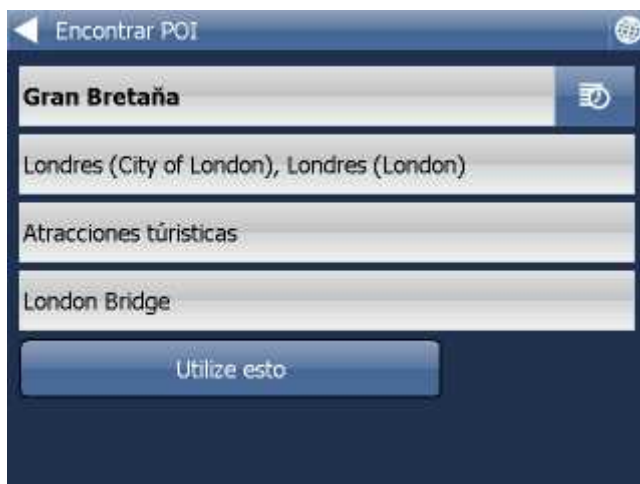 Encontrar POI
Gran Bretaña
Londres (City of London), Londres (London)
Atracciones túristicas
London Bridge
Utilize esto